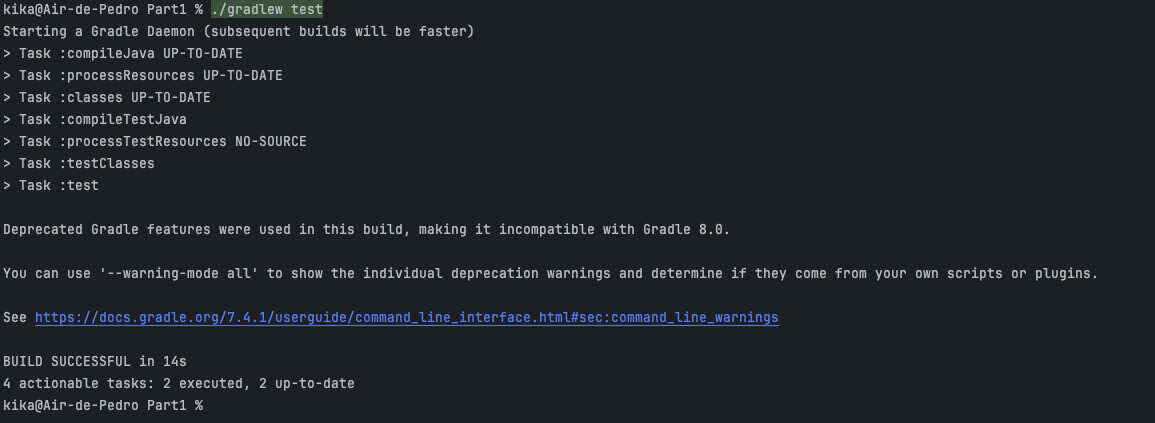 kika@Air-de-Pedro Part1 % ./gradlew test
Starting a Gradle Daemon (subsequent builds will be faster)
> Task :compileJava UP-TO-DATE
> Task :processResources UP-TO-DATE
> Task :classes UP-TO-DATE
> Task :compileTestJava
> Task :processTestResources NO-SOURCE
> Task :testClasses
> Task :test
Deprecated Gradle features were used in this build, making it incompatible with Gradle 8.0.
You can use '--warning-mode all' to show the individual deprecation warnings and determine if they come from your own scripts or plugins.
See https://docs.gradle.org/7.4.1/userguide/command_line_interface.html#sec:command_line_warnings
BUILD SUCCESSFUL in 14s
4 actionable tasks: 2 executed, 2 up-to-date
kika@Air-de-Pedro Part1 %